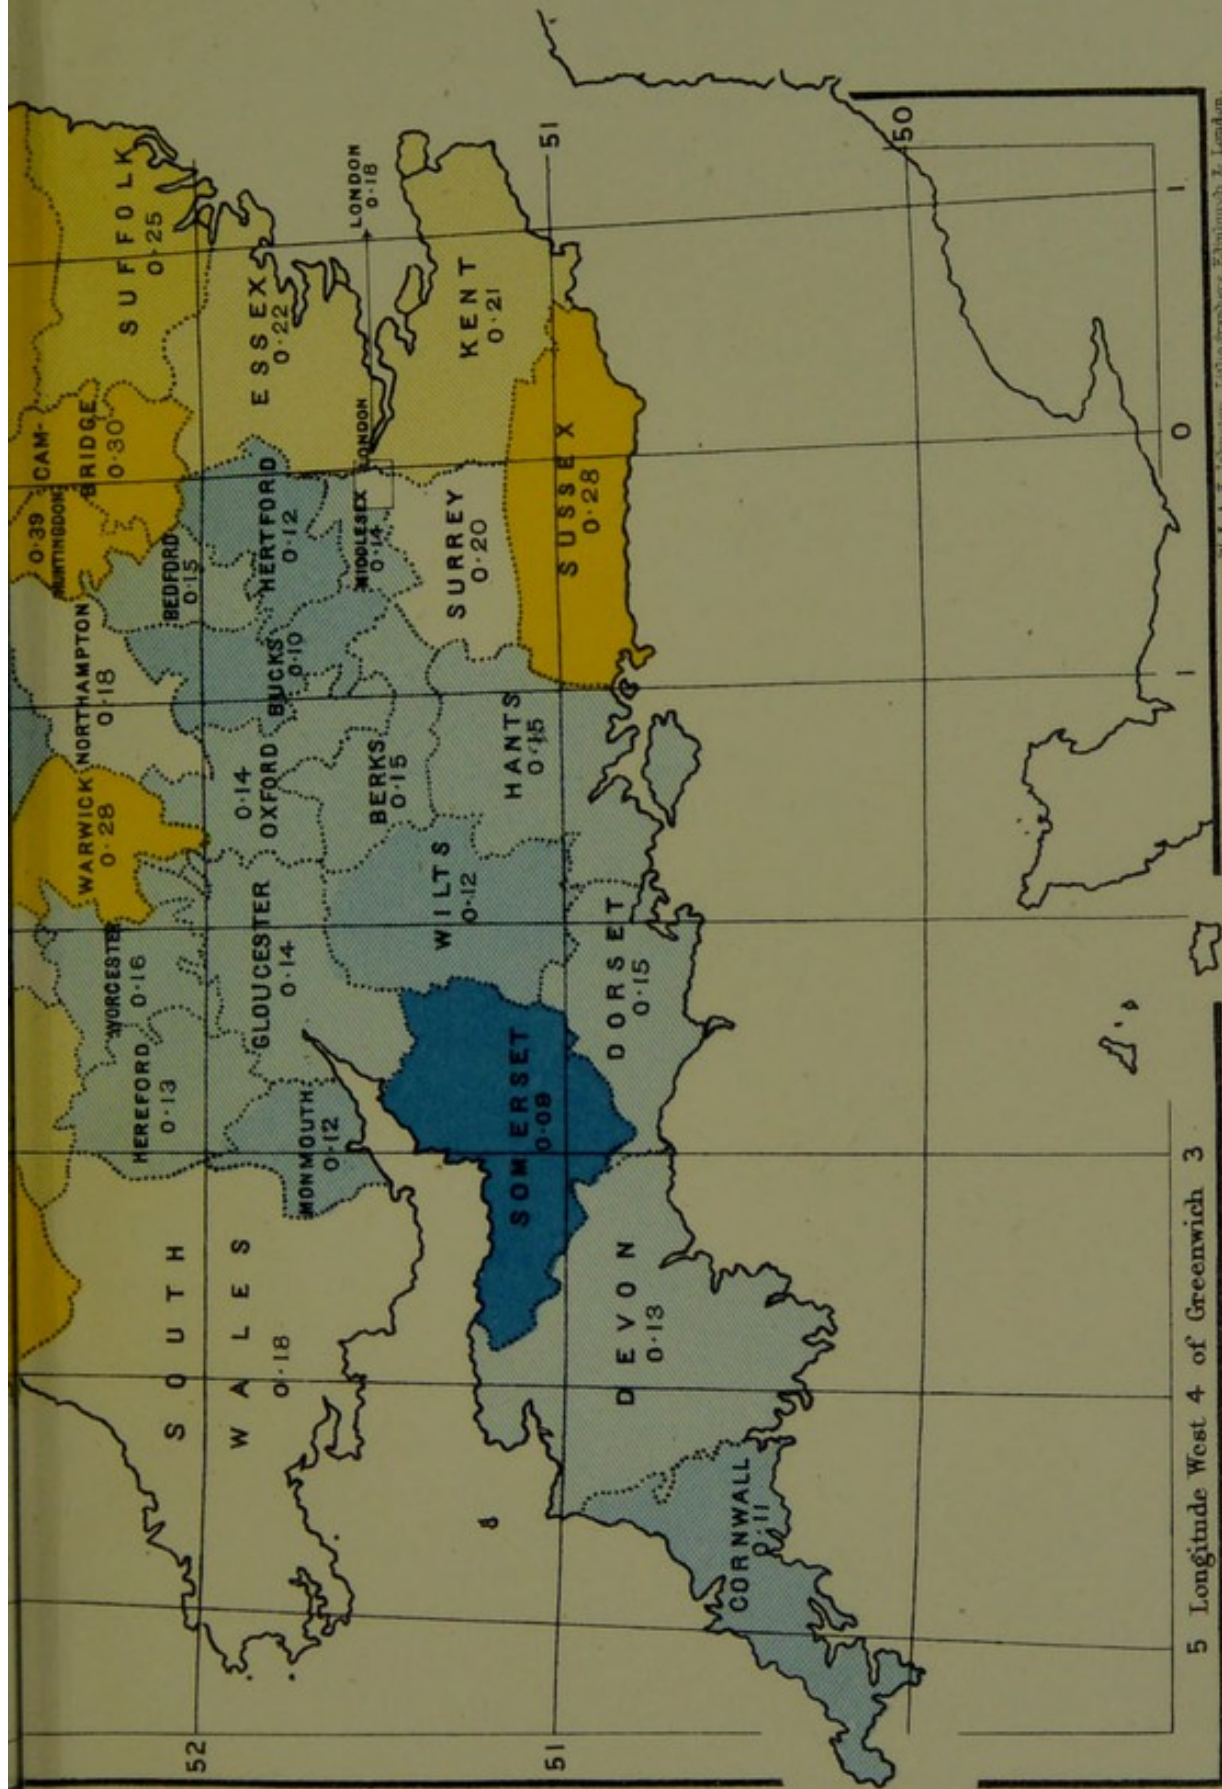 0·39
HUNTINGDON
CAM-
BRIDGE
0·30
SUFFOLK
0·25
NORTHAMPTON
0·18
WARWICK
0·28
BEDFORD
0·15
ESSEX
0·22
HERTFORD
0·12
BUCKS
0·10
0·14
OXFORD
WORCESTER
0·16
HEREFORD
0·13
GLOUCESTER
0·14
MONMOUTH
0·12
SOUTH
WALES
0·18
LONDON
0·18
LONDON
MIDDLESEX
0·14
BERKS
0·15
KENT
0·21
SURREY
0·20
WILTS
0·12
HANTS
0·15
SUSSEX
0·28
SOMERSET
0·08
DORSET
0·15
DEVON
0·13
CORNWALL
0·11
52
51
51
50
5 Longitude West 4 of Greenwich 3
1
0
1
Edinburgh & London